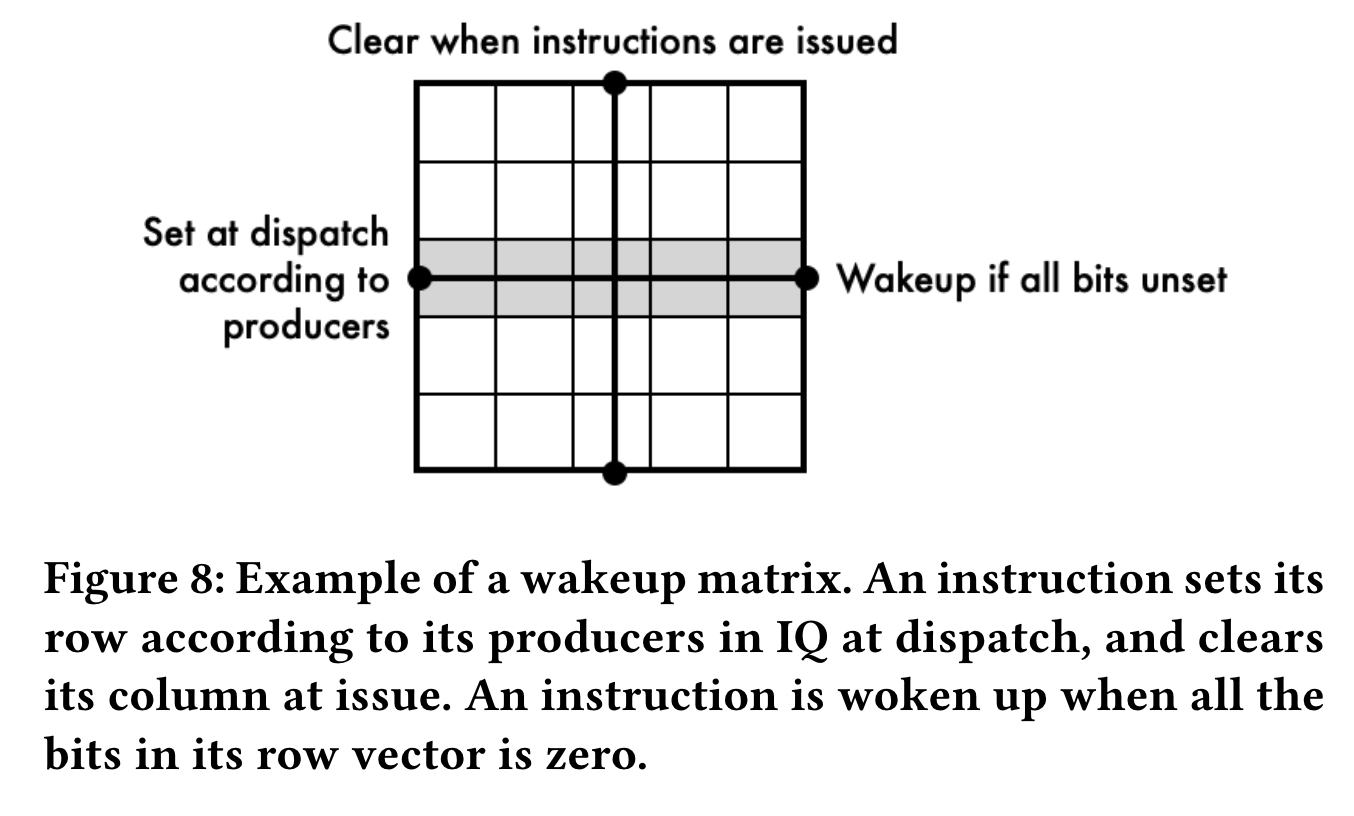 Clear when instructions are issued
Set at dispatch
according to
producers
Wakeup if all bits unset
Figure 8: Example of a wakeup matrix. An instruction sets its
row according to its producers in IQ at dispatch, and clears
its column at issue. An instruction is woken up when all the
bits in its row vector is zero.